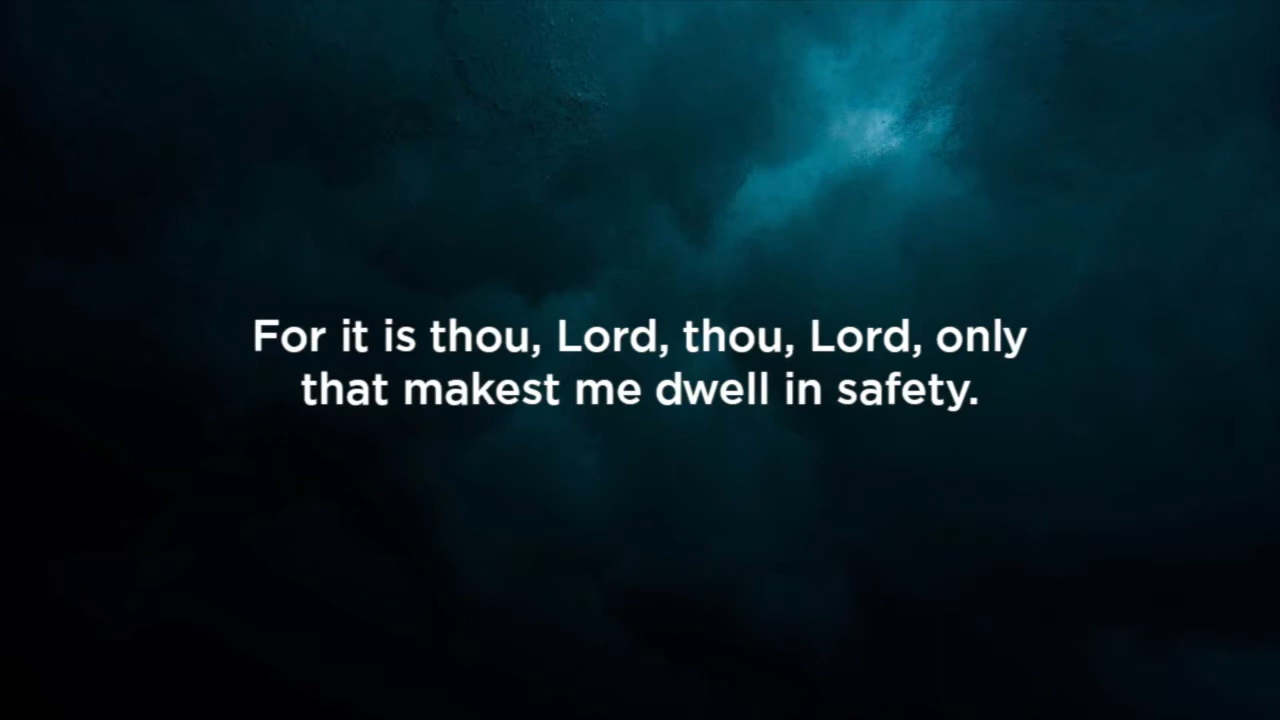 For it is thou, Lord, thou, Lord, only
that makest me dwell in safety.